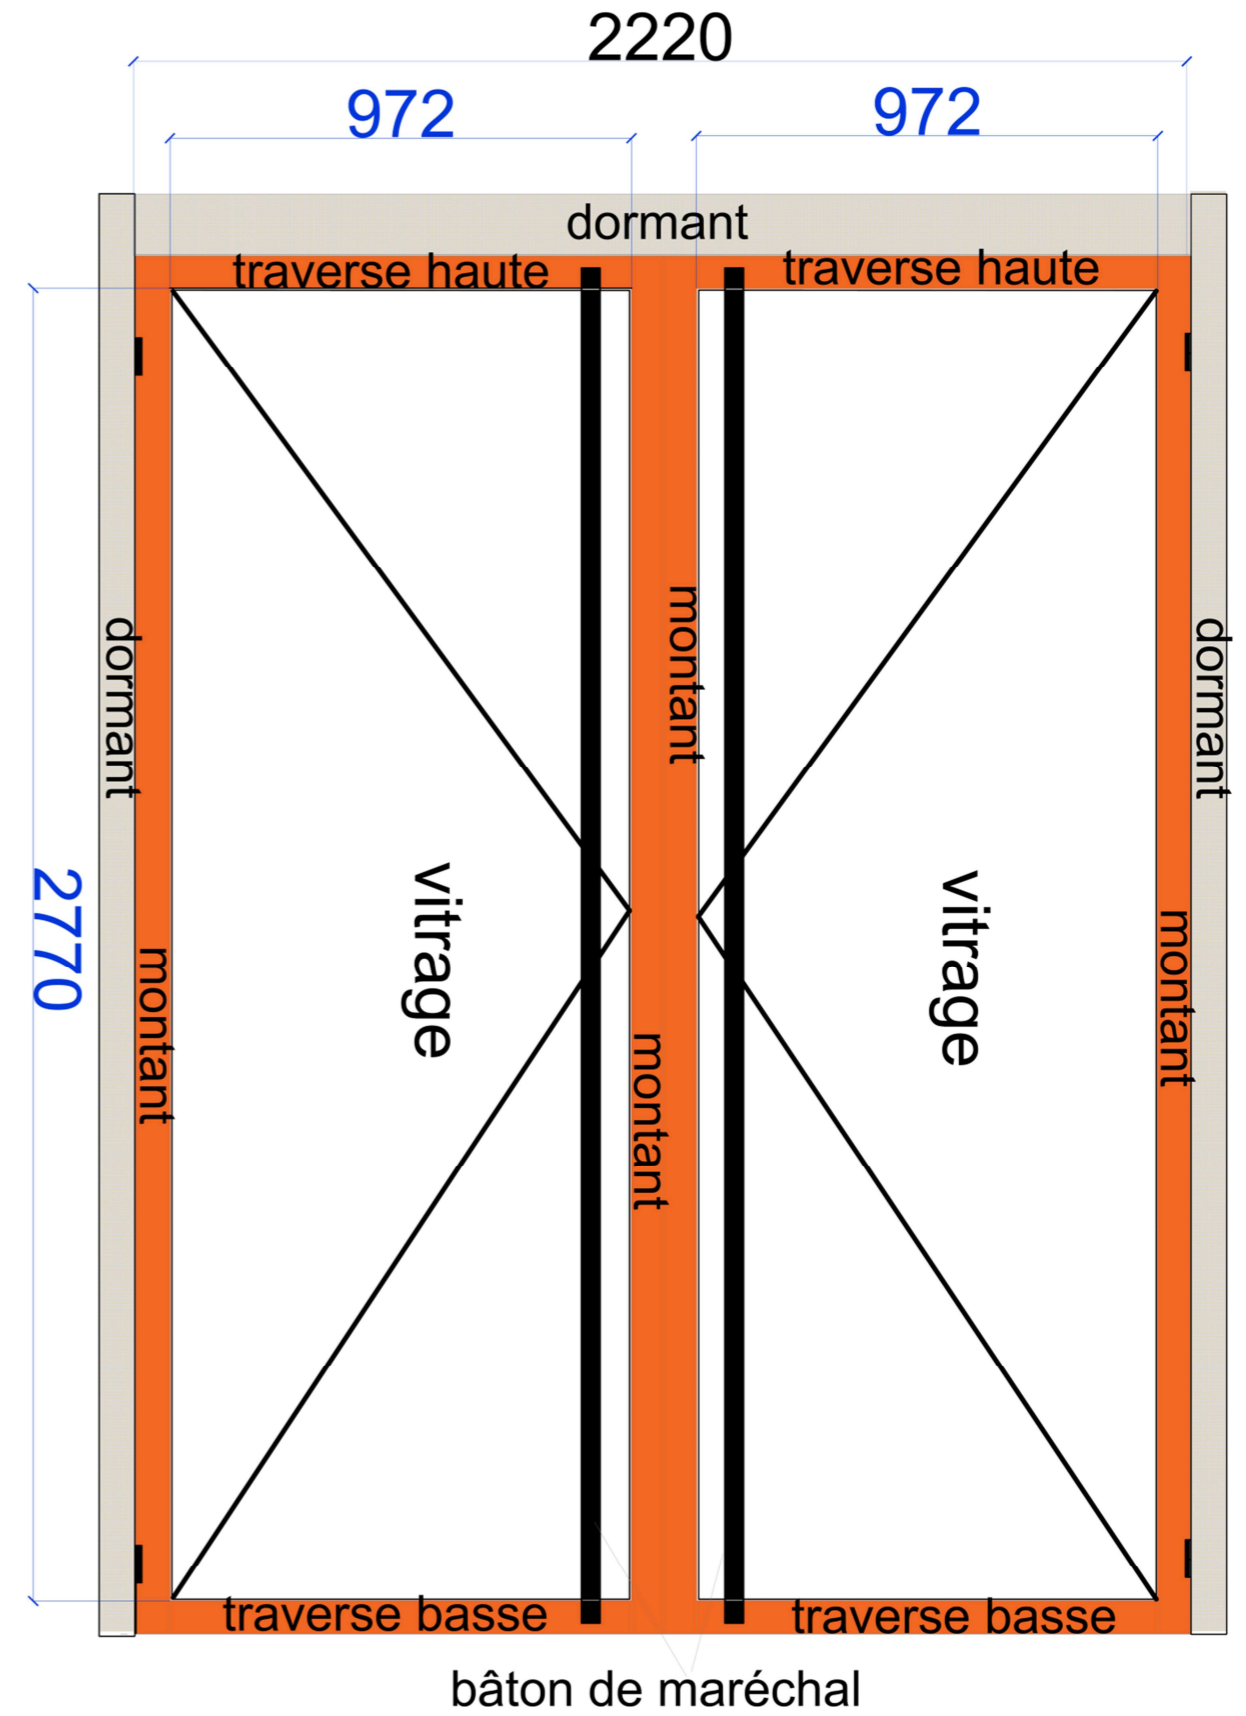 2220
972
972
dormant
traverse haute
traverse haute
dormant
dormant
montant
vitrage
vitrage
2770
montant
montant
montant
traverse basse
traverse basse
bâton de maréchal